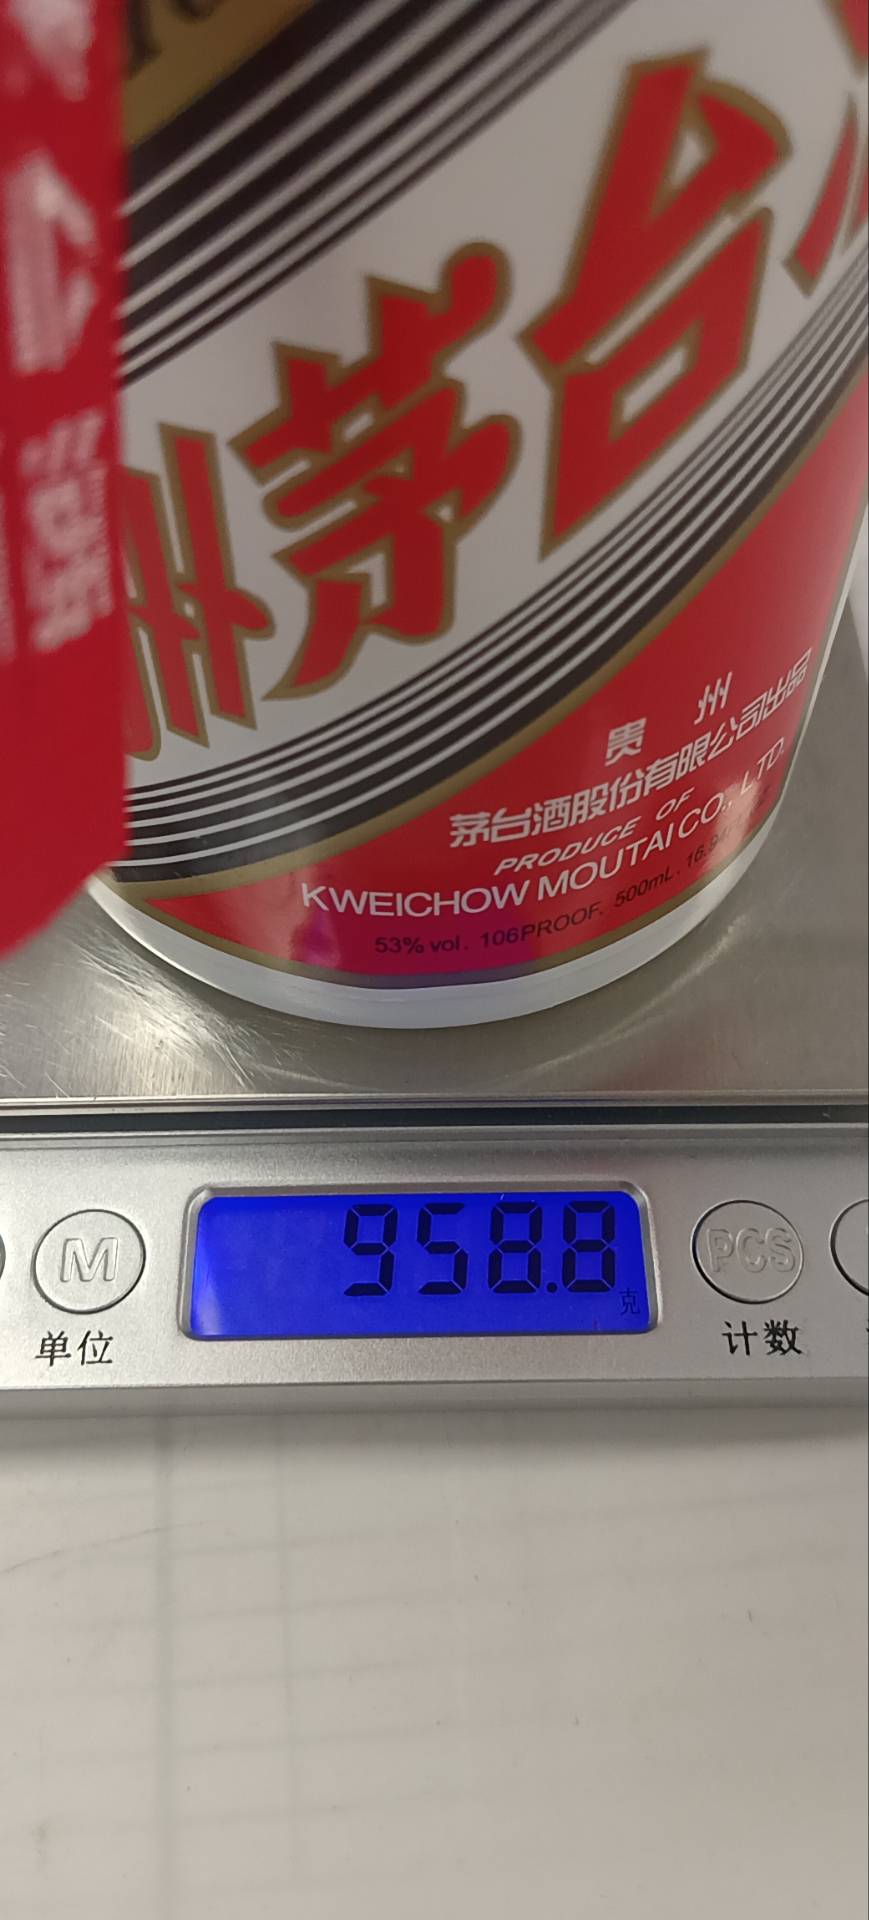 州茅台
贵 州
茅台酒股份有限公司出品
PRODUCE OF
KWEICHOW MOUTAI CO., LTD.
53% vol. 106PROOF. 500mL.
958.8
克
M
PCS
单位
计数